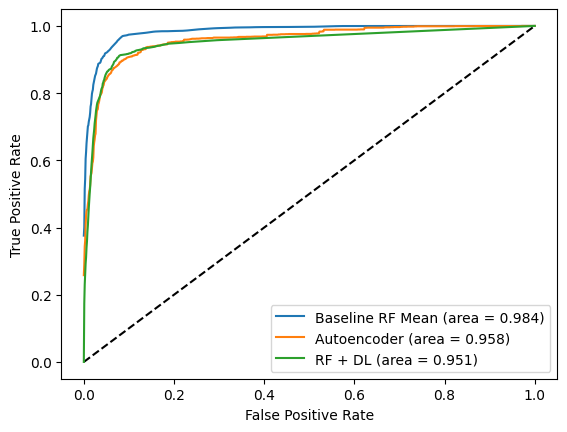 True Positive Rate
1.0
0.8
0.6
0.4
0.2
0.0
Baseline RF Mean (area = 0.984)
Autoencoder (area = 0.958)
RF + DL (area = 0.951)
0.0 0.2 0.4 0.6 0.8 1.0
False Positive Rate